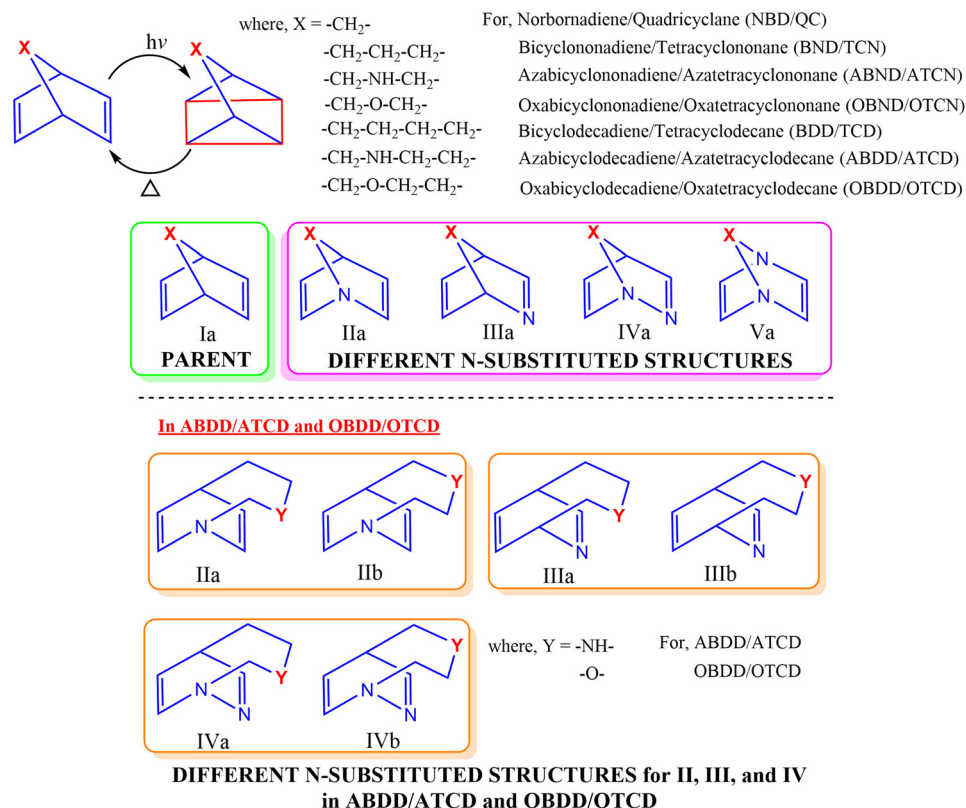 where, X = -CH₂- For, Norbornadiene/Quadricyclane (NBD/QC)
X hν X -CH₂-CH₂-CH₂- Bicyclononadiene/Tetracyclononane (BND/TCN)
-CH₂-NH-CH₂- Azabicyclononadiene/Azatetracyclononane (ABND/ATCN)
-CH₂-O-CH₂- Oxabicyclononadiene/Oxatetracyclononane (OBND/OTCN)
-CH₂-CH₂-CH₂-CH₂- Bicyclodecadiene/Tetracyclodecane (BDD/TCD)
-CH₂-NH-CH₂-CH₂- Azabicyclodecadiene/Azatetracyclodecane (ABDD/ATCD)
△ -CH₂-O-CH₂-CH₂- Oxabicyclodecadiene/Oxatetracyclodecane (OBDD/OTCD)
X X X X X
N
N N
N N N
Ia IIa IIIa IVa Va
PARENT DIFFERENT N-SUBSTITUTED STRUCTURES
In ABDD/ATCD and OBDD/OTCD
Y Y
Y Y
N N
N N
IIa IIb IIIa IIIb
Y where, Y = -NH- For, ABDD/ATCD
Y -O- OBDD/OTCD
N N
N N
IVa IVb
DIFFERENT N-SUBSTITUTED STRUCTURES for II, III, and IV
in ABDD/ATCD and OBDD/OTCD